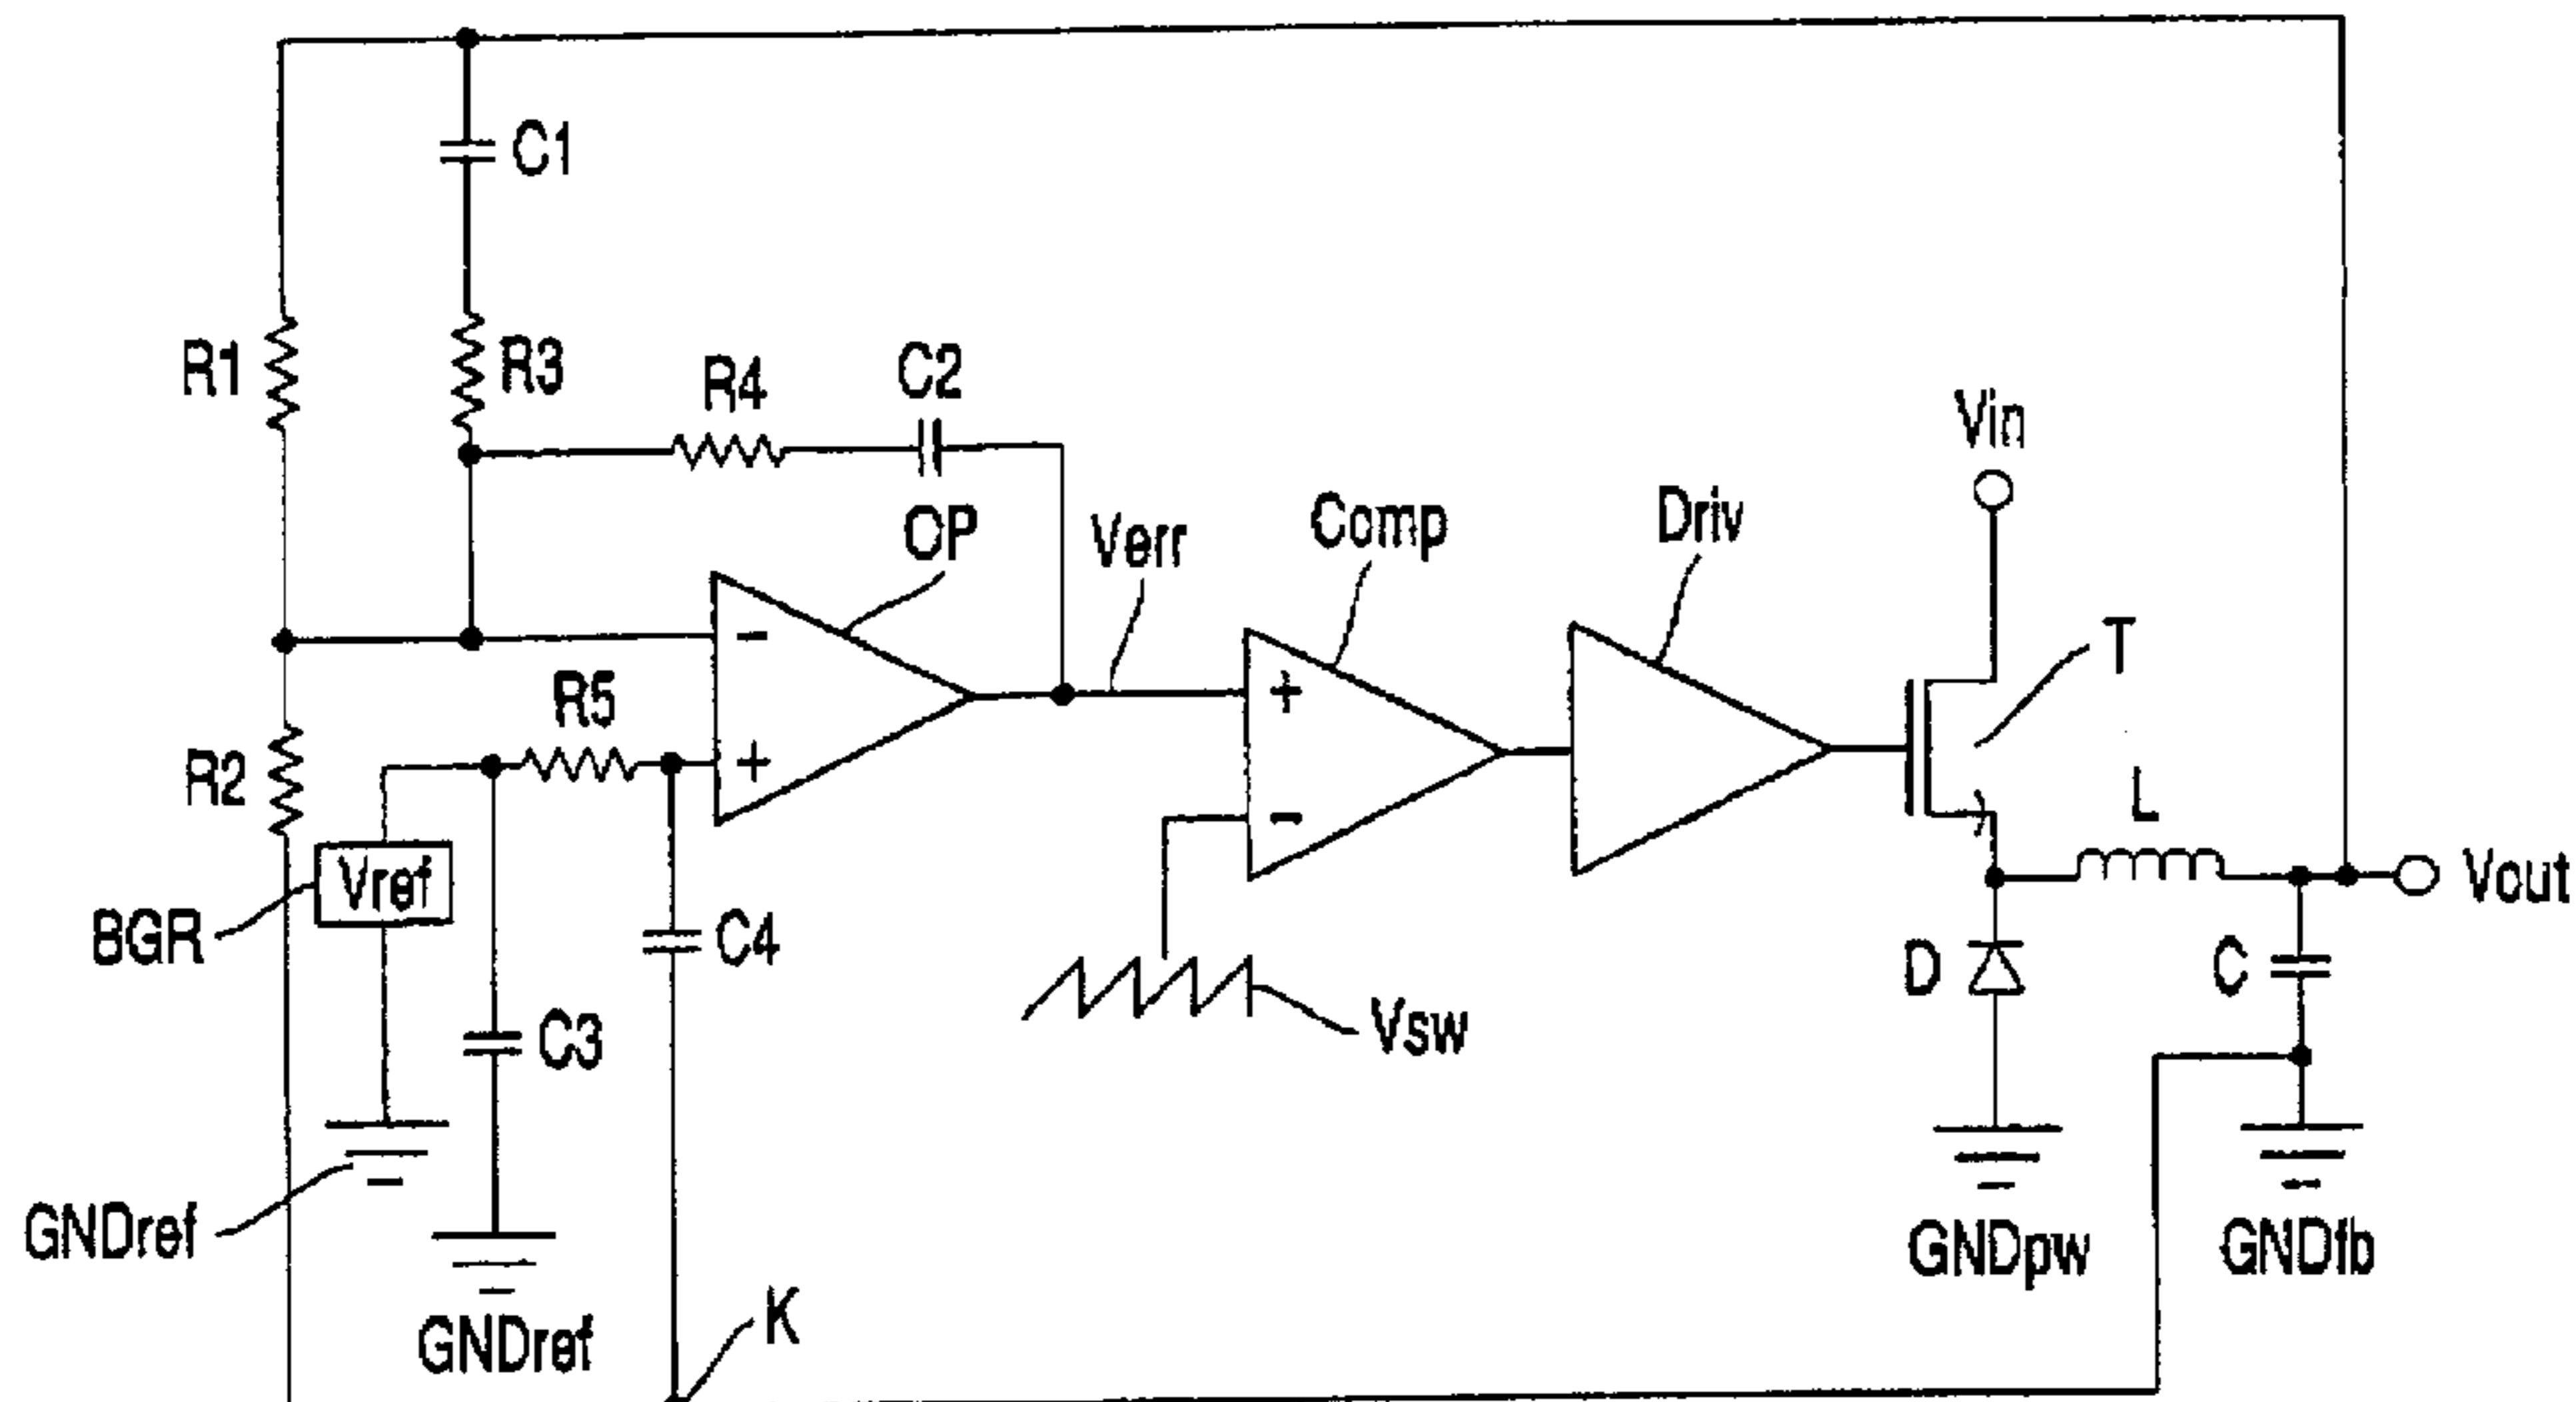 C1
R1
R3
R4
C2
Vin
OP
Verr
Comp
Driv
T
-
+
R5
+
-
R2
L
Vref
BGR
C4
Vout
D
C
Vsw
C3
GNDref
GNDpw
GNDfb
GNDref
K